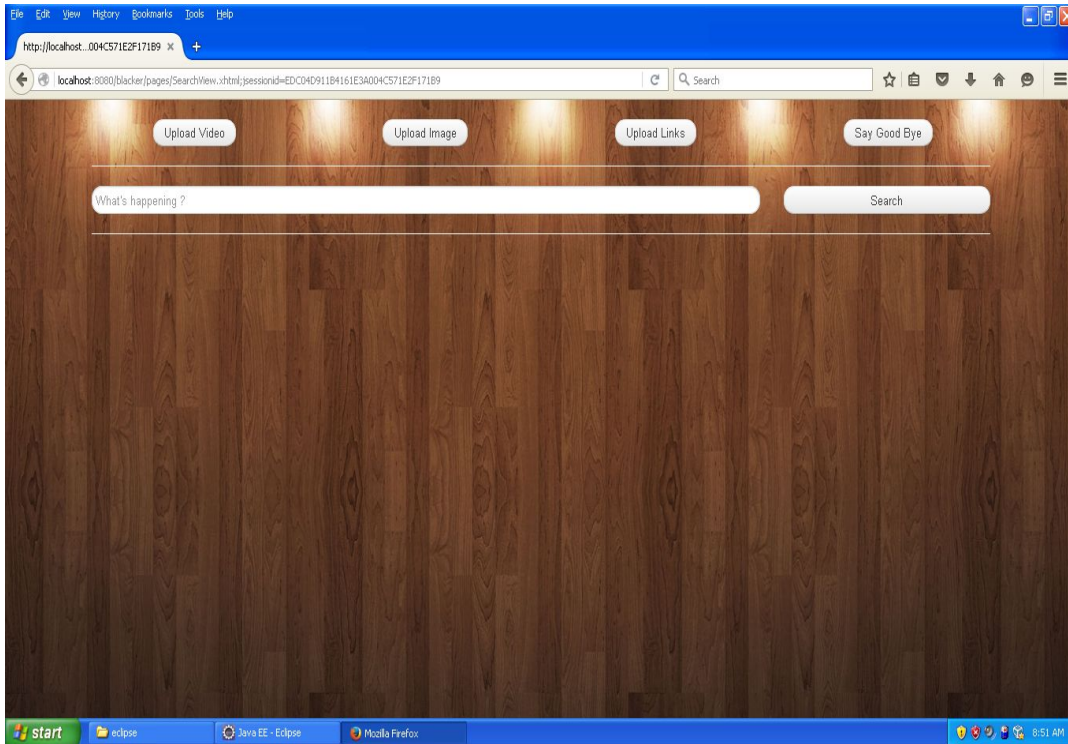 File Edit View History Bookmarks Tools Help
http://localhost...004C571E2F171B9
localhost:8080/blacker/pages/SearchView.xhtml;jsessionid=EDC04D911B4161E3A004C571E2F171B9
Search
Upload Video Upload Image Upload Links Say Good Bye
What's happening ? Search
start eclipse Java EE - Eclipse Mozilla Firefox 8:51 AM